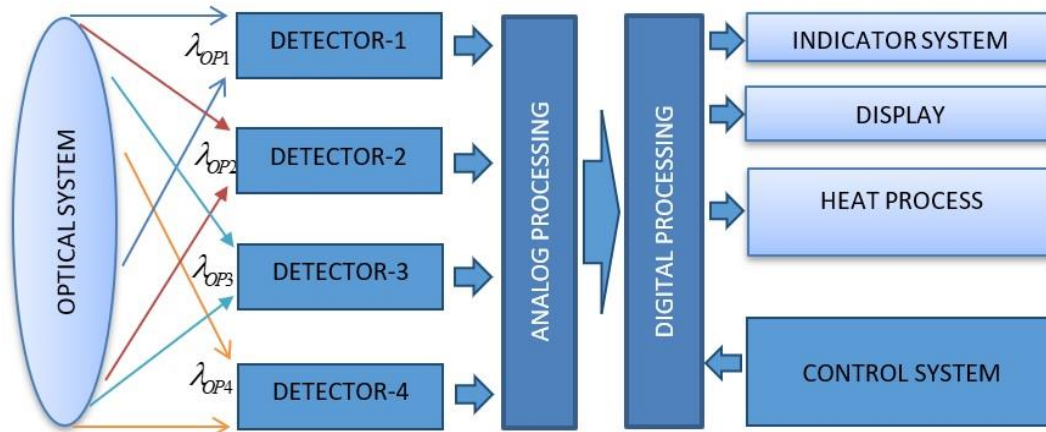 OPTICAL SYSTEM
λOP1
λOP2
λOP3
λOP4
DETECTOR-1
DETECTOR-2
DETECTOR-3
DETECTOR-4
ANALOG PROCESSING
DIGITAL PROCESSING
INDICATOR SYSTEM
DISPLAY
HEAT PROCESS
CONTROL SYSTEM